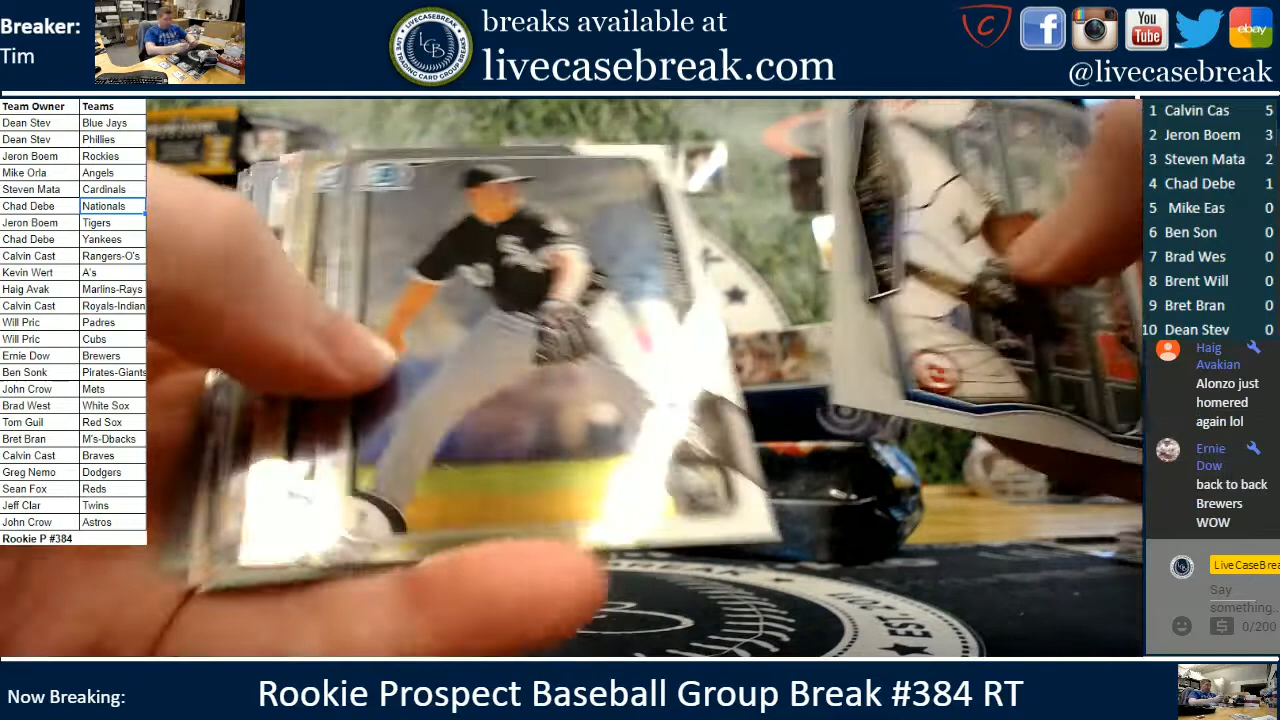 Breaker:
Tim
breaks available at
livecasebreak.com
LCB
You
Tube
ebay
@livecasebreak
Team Owner Teams
Dean Stev Blue Jays
Dean Stev Phillies
Jeron Boem Rockies
Mike Orla Angels
Steven Mata Cardinals
Chad Debe Nationals
Jeron Boem Tigers
Chad Debe Yankees
Calvin Cast Rangers-O's
Kevin Wert A's
Haig Avak Marlins-Rays
Calvin Cast Royals-Indian
Will Pric Padres
Will Pric Cubs
Ernie Dow Brewers
Ben Sonk Pirates-Giants
John Crow Mets
Brad West White Sox
Tom Guil Red Sox
Bret Bran M's-Dbacks
Calvin Cast Braves
Greg Nemo Dodgers
Sean Fox Reds
Jeff Clar Twins
John Crow Astros
Rookie P #384
Sox
EST. 2011
1 Calvin Cas 5
2 Jeron Boem 3
3 Steven Mata 2
4 Chad Debe 1
5 Mike Eas 0
6 Ben Son 0
7 Brad Wes 0
8 Brent Will 0
9 Bret Bran 0
10 Dean Stev 0
Haig
Avakian
Alonzo just
homered
again lol
Ernie
Dow
back to back
Brewers
WOW
LiveCaseBrea
Say
something...
0/200
Now Breaking:
Rookie Prospect Baseball Group Break #384 RT